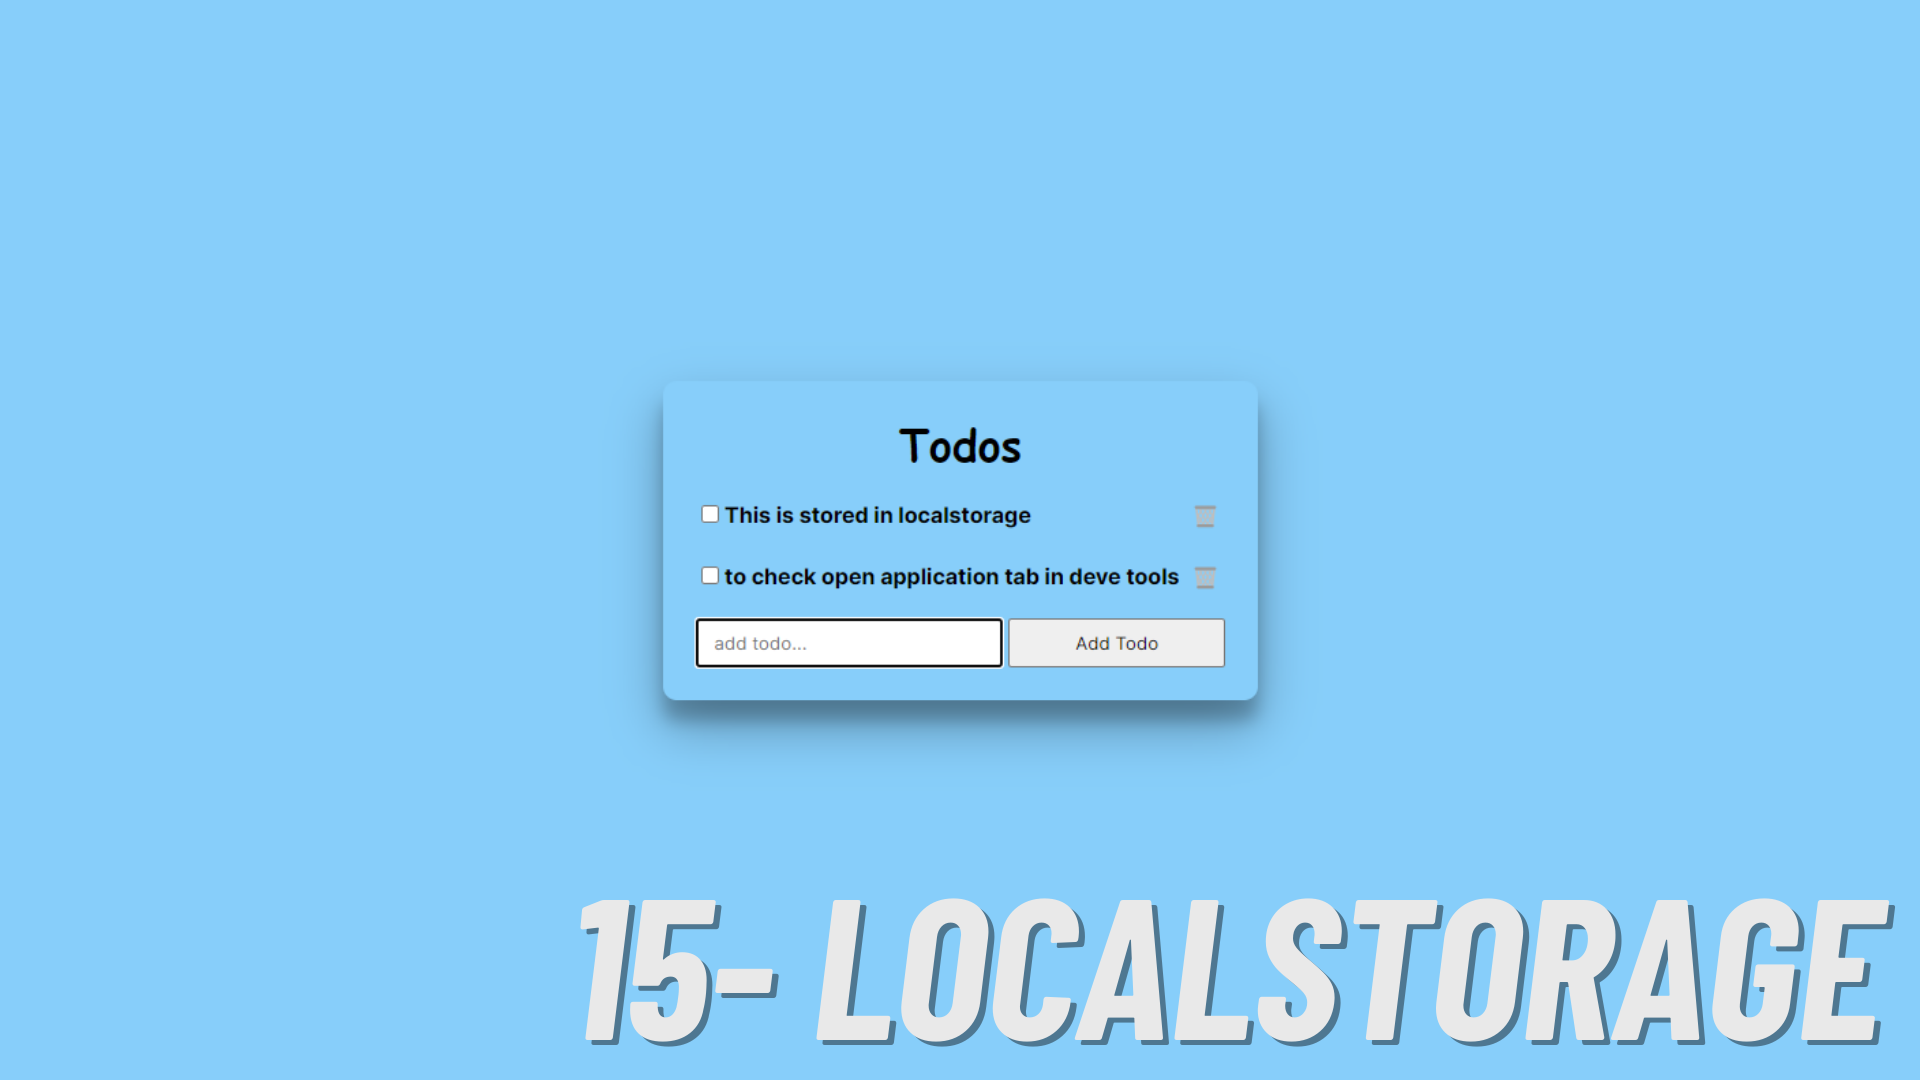 Todos
This is stored in localstorage
to check open application tab in deve tools
add todo...
Add Todo
15- LOCALSTORAGE